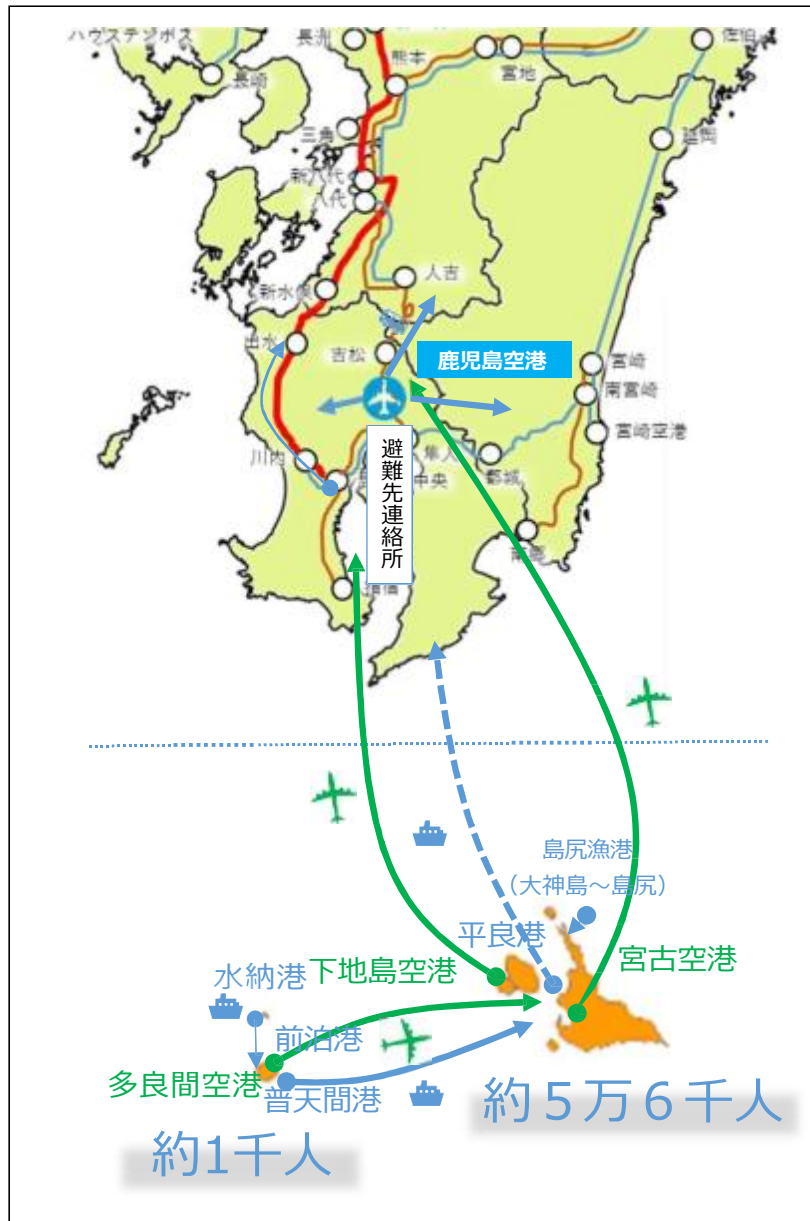 ハウステンボス
長洲
佐伯
熊本
宮地
長崎
三角
延岡
新八代
八代
人吉
新水俣
出水
吉松
鹿児島空港
宮崎
南宮崎
宮崎空港
避難先連絡所
川内
隼人
都城
中央
島尻漁港
（大神島～島尻）
平良港
宮古空港
下地島空港
水納港
前泊港
多良間空港
普天間港
約５万６千人
約1千人